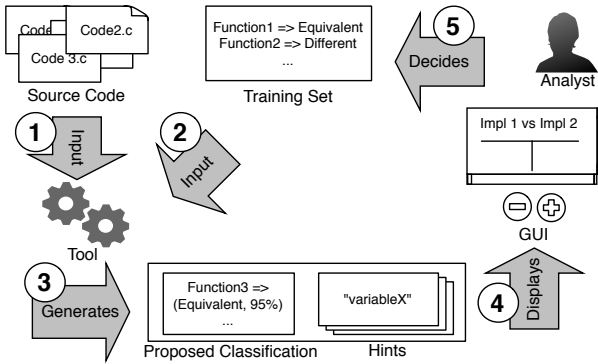 Code
Code2.c
Code 3.c
Source Code
Function1 => Equivalent
Function2 => Different
...
Training Set
5
Decides
Analyst
1
Input
2
Input
Impl 1 vs Impl 2
GUI
Tool
3
Generates
Function3 =>
(Equivalent, 95%)
...
Proposed Classification
"variableX"
Hints
4
Displays